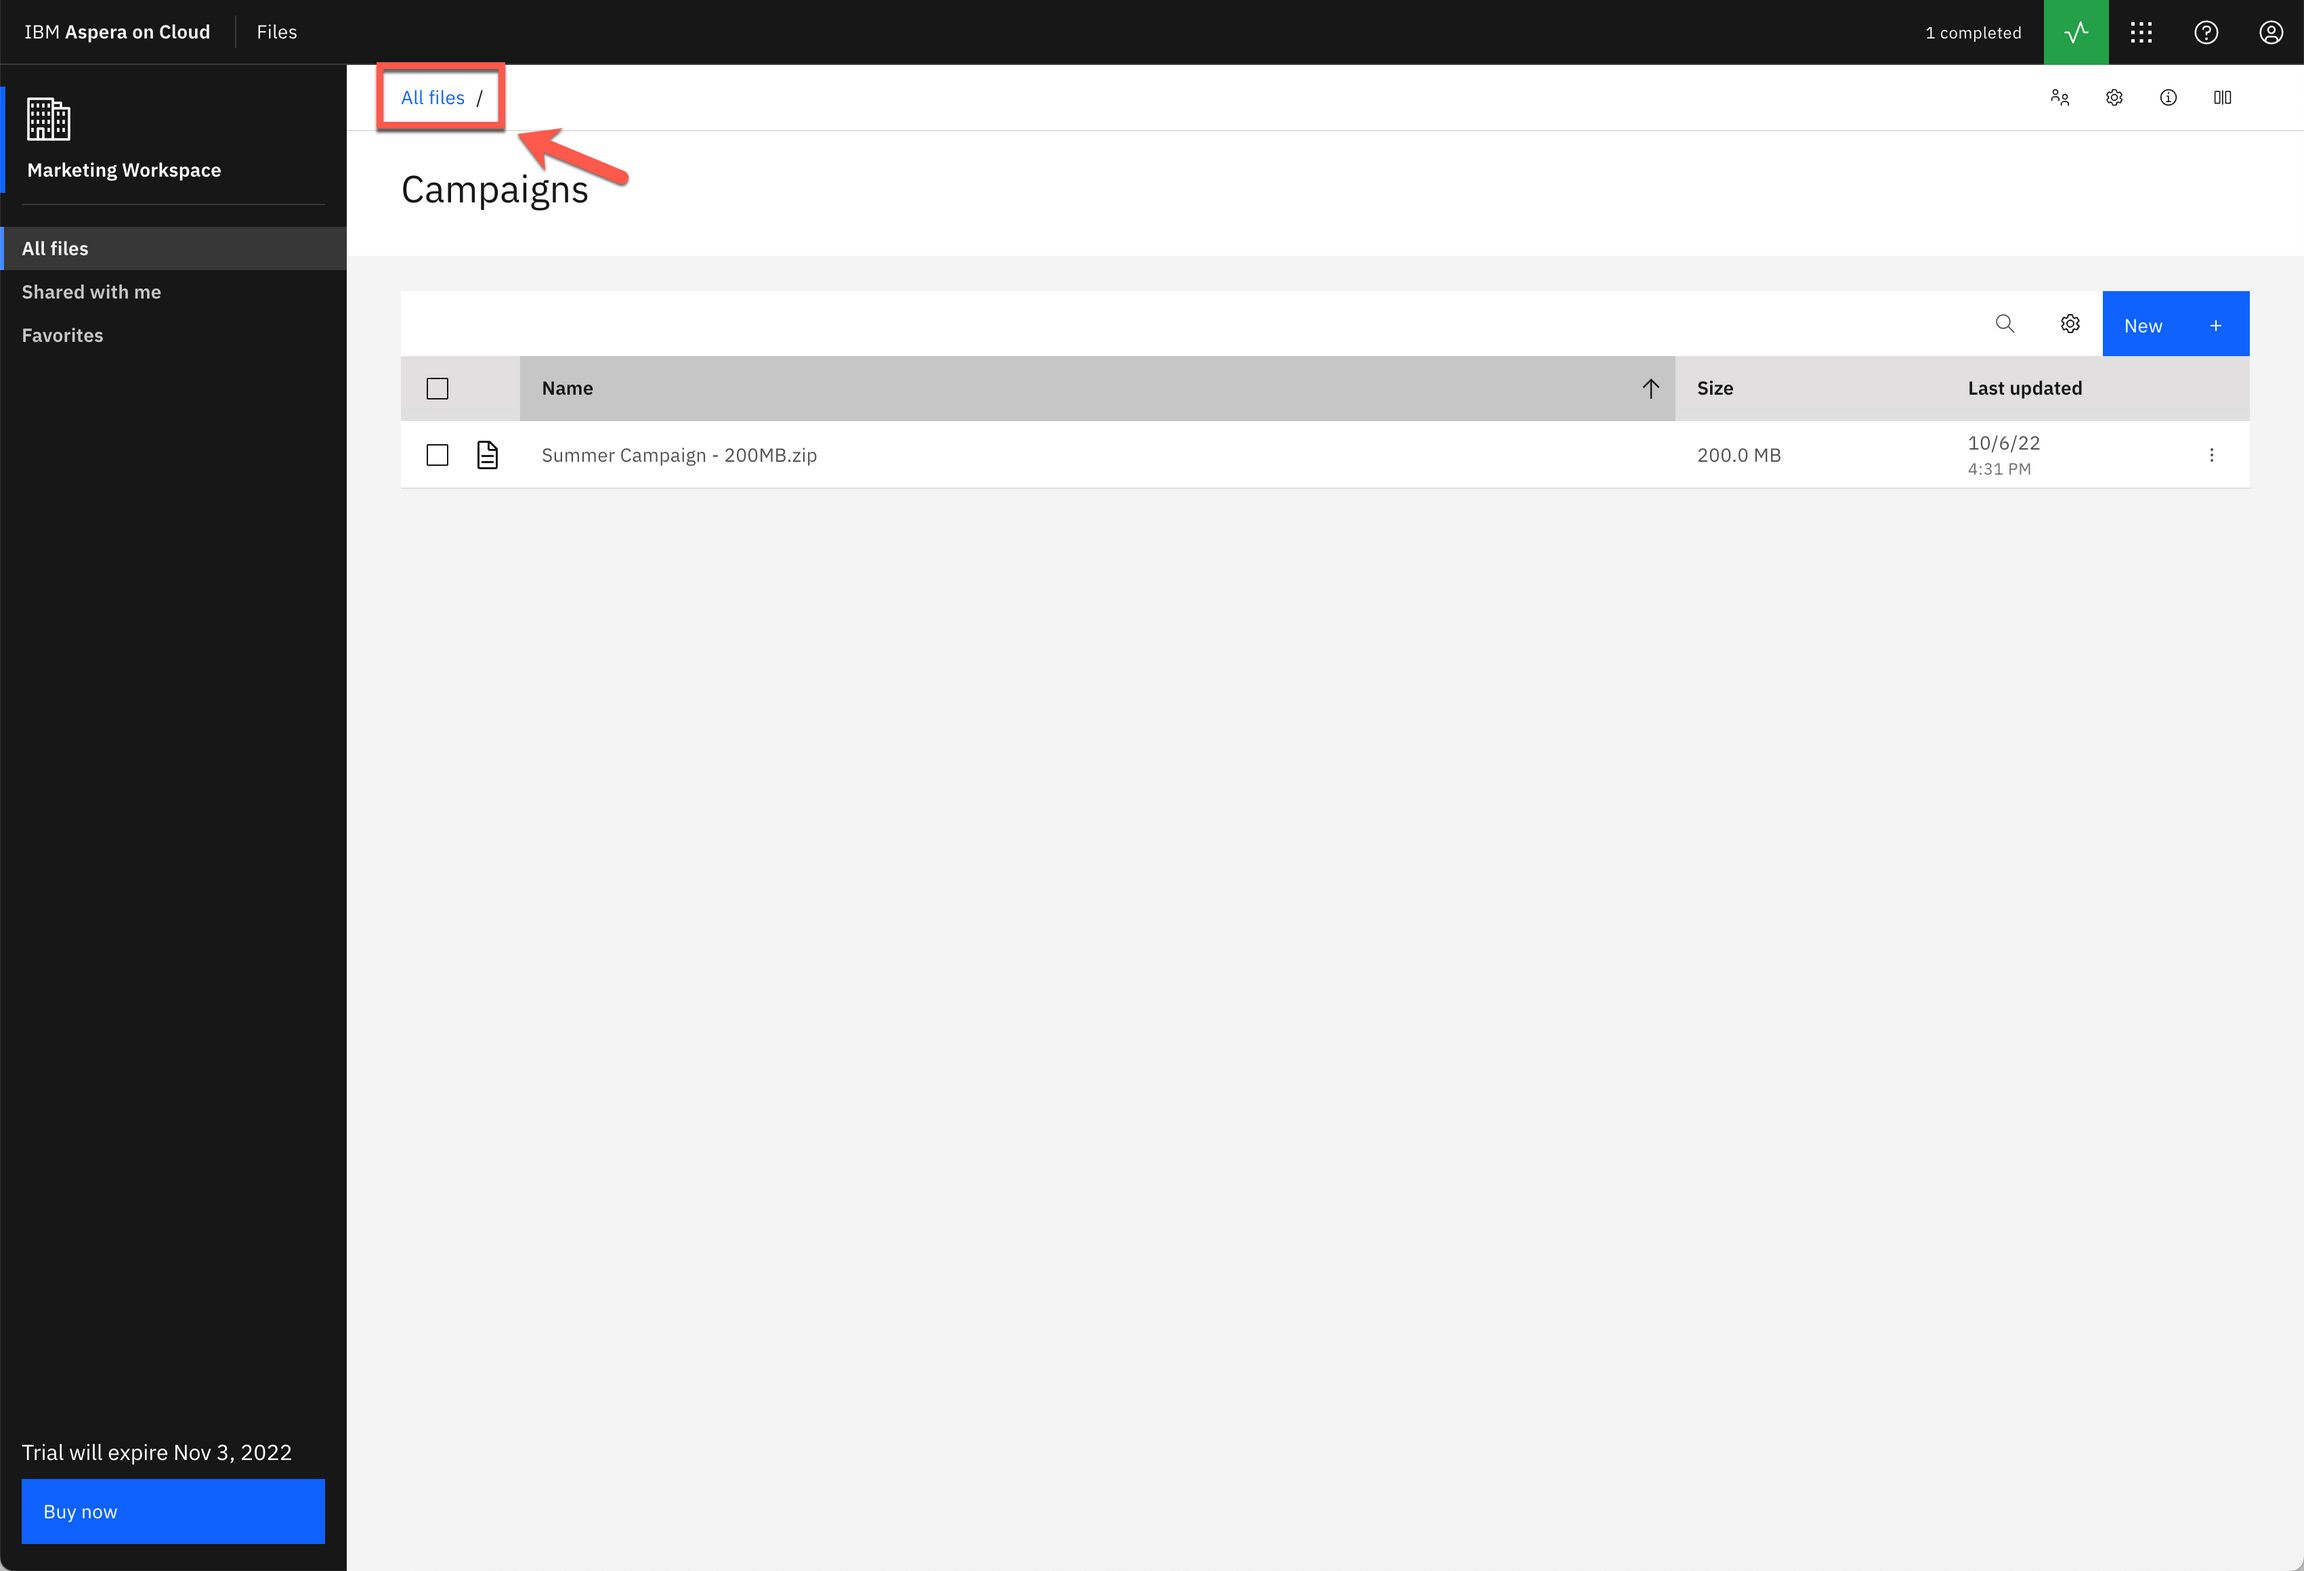 IBM Aspera on Cloud
Files
1 completed
Marketing Workspace
All files
Shared with me
Favorites
Trial will expire Nov 3, 2022
Buy now
All files /
Campaigns
New +
Name
Size
Last updated
Summer Campaign - 200MB.zip
200.0 MB
10/6/22
4:31 PM